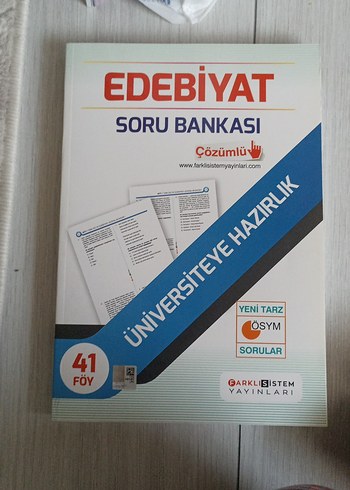 EDEBİYAT
SORU BANKASI
Çözümlü
www.farklisistemyayinlari.com
ÜNİVERSİTEYE HAZIRLIK
YENİ TARZ
ÖSYM
SORULAR
41
FÖY
FARKLI SİSTEM
YAYINLARI